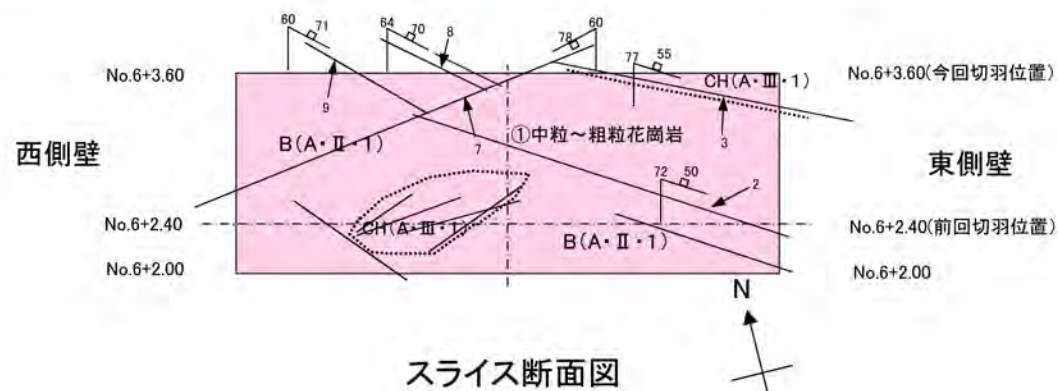 60 71 64 70 8 78 60 77 55
No.6+3.60
CH(A・Ⅲ・1)
No.6+3.60(今回切羽位置)
9
7
3
西側壁
B(A・Ⅱ・1)
①中粒～粗粒花崗岩
東側壁
72 50 2
No.6+2.40
CH(A・Ⅲ・1)
B(A・Ⅱ・1)
No.6+2.40(前回切羽位置)
No.6+2.00
No.6+2.00
N
スライス断面図